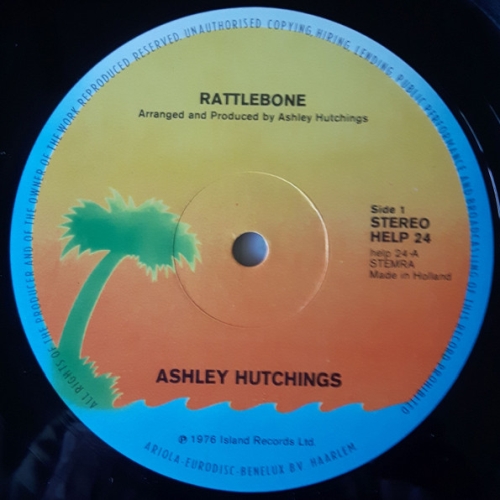 ALL RIGHTS OF THE PRODUCER AND OF THE OWNER OF THE WORK REPRODUCED RESERVED. UNAUTHORISED COPYING, HIRING, LENDING, PUBLIC PERFORMANCE AND BROADCASTING OF THIS RECORD PROHIBITED
RATTLEBONE
Arranged and Produced by Ashley Hutchings
Side 1
STEREO
HELP 24
help 24-A
STEMRA
Made in Holland
ASHLEY HUTCHINGS
℗ 1976 Island Records Ltd.
ARIOLA-EURODISC-BENELUX B.V. HAARLEM